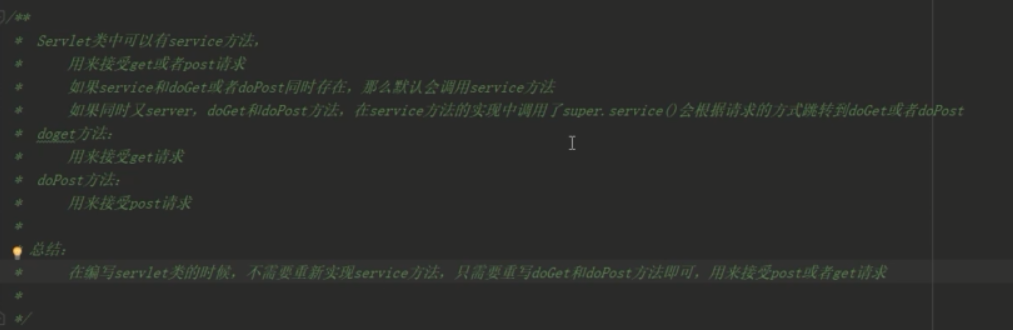 /**
* Servlet类中可以有service方法，
* 用来接受get或者post请求
* 如果service和doGet或者doPost同时存在，那么默认会调用service方法
* 如果同时又server，doGet和doPost方法，在service方法的实现中调用了super.service()会根据请求的方式跳转到doGet或者doPost
* doget方法：
* 用来接受get请求
* doPost方法：
* 用来接受post请求
*
总结：
* 在编写servlet类的时候，不需要重新实现service方法，只需要重写doGet和doPost方法即可，用来接受post或者get请求
*
*/